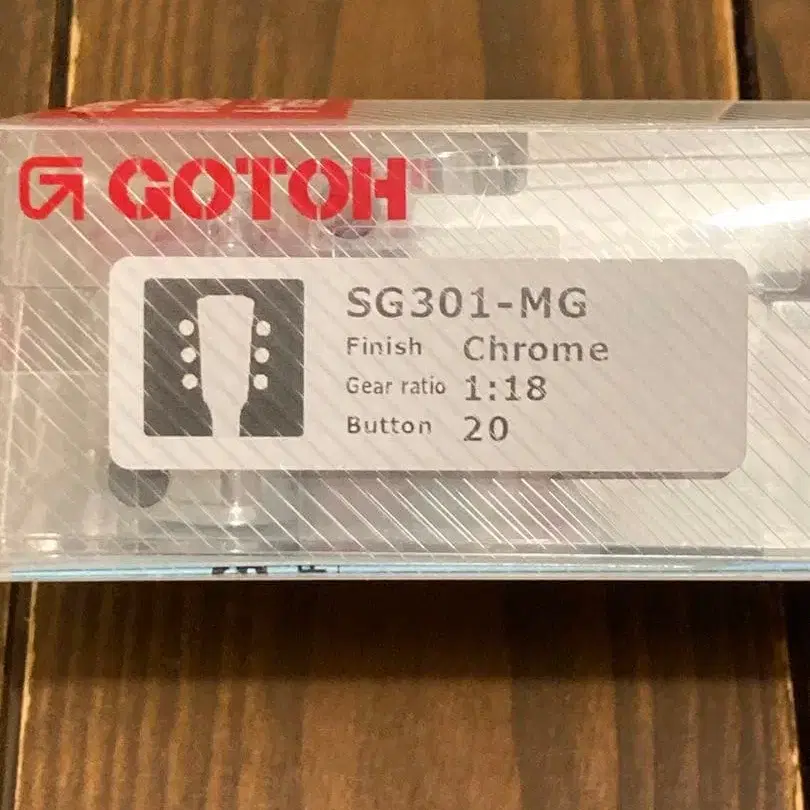 GOTOH
SG301-MG
Finish Chrome
Gear ratio 1:18
Button 20